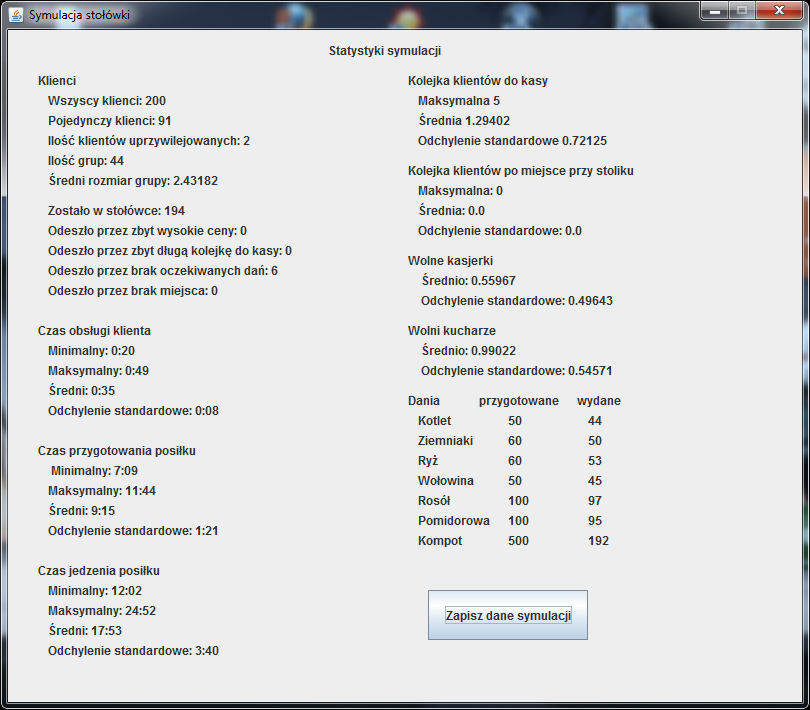 Symulacja stołówki
Statystyki symulacji
Klienci
Wszyscy klienci: 200
Pojedynczy klienci: 91
Ilość klientów uprzywilejowanych: 2
Ilość grup: 44
Średni rozmiar grupy: 2.43182
Zostało w stołówce: 194
Odeszło przez zbyt wysokie ceny: 0
Odeszło przez zbyt długą kolejkę do kasy: 0
Odeszło przez brak oczekiwanych dań: 6
Odeszło przez brak miejsca: 0
Czas obsługi klienta
Minimalny: 0:20
Maksymalny: 0:49
Średni: 0:35
Odchylenie standardowe: 0:08
Czas przygotowania posiłku
Minimalny: 7:09
Maksymalny: 11:44
Średni: 9:15
Odchylenie standardowe: 1:21
Czas jedzenia posiłku
Minimalny: 12:02
Maksymalny: 24:52
Średni: 17:53
Odchylenie standardowe: 3:40
Kolejka klientów do kasy
Maksymalna 5
Średnia 1.29402
Odchylenie standardowe 0.72125
Kolejka klientów po miejsce przy stoliku
Maksymalna: 0
Średnia: 0.0
Odchylenie standardowe: 0.0
Wolne kasjerki
Średnio: 0.55967
Odchylenie standardowe: 0.49643
Wolni kucharze
Średnio: 0.99022
Odchylenie standardowe: 0.54571
Dania przygotowane wydane
Kotlet 50 44
Ziemniaki 60 50
Ryż 60 53
Wołowina 50 45
Rosół 100 97
Pomidorowa 100 95
Kompot 500 192
Zapisz dane symulacji